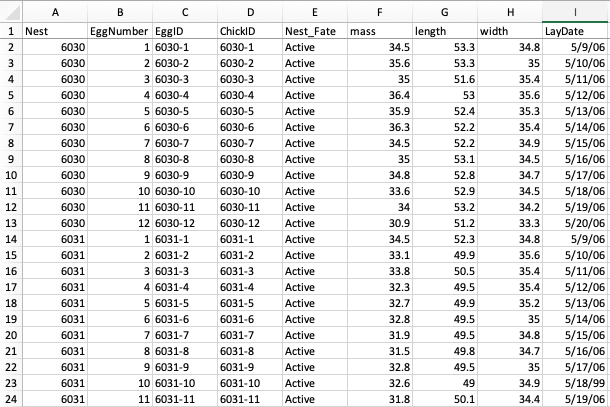 A B C D E F G H I
1 Nest EggNumber EggID ChickID Nest_Fate mass length width LayDate
2 6030 1 6030-1 6030-1 Active 34.5 53.3 34.8 5/9/06
3 6030 2 6030-2 6030-2 Active 35.6 53.3 35 5/10/06
4 6030 3 6030-3 6030-3 Active 35 51.6 35.4 5/11/06
5 6030 4 6030-4 6030-4 Active 36.4 53 35.6 5/12/06
6 6030 5 6030-5 6030-5 Active 35.9 52.4 35.3 5/13/06
7 6030 6 6030-6 6030-6 Active 36.3 52.2 35.4 5/14/06
8 6030 7 6030-7 6030-7 Active 34.5 52.2 34.9 5/15/06
9 6030 8 6030-8 6030-8 Active 35 53.1 34.5 5/16/06
10 6030 9 6030-9 6030-9 Active 34.8 52.8 34.7 5/17/06
11 6030 10 6030-10 6030-10 Active 33.6 52.9 34.5 5/18/06
12 6030 11 6030-11 6030-11 Active 34 53.2 34.2 5/19/06
13 6030 12 6030-12 6030-12 Active 30.9 51.2 33.3 5/20/06
14 6031 1 6031-1 6031-1 Active 34.5 52.3 34.8 5/9/06
15 6031 2 6031-2 6031-2 Active 33.1 49.9 35.6 5/10/06
16 6031 3 6031-3 6031-3 Active 33.8 50.5 35.4 5/11/06
17 6031 4 6031-4 6031-4 Active 32.3 49.5 35.4 5/12/06
18 6031 5 6031-5 6031-5 Active 32.7 49.9 35.2 5/13/06
19 6031 6 6031-6 6031-6 Active 32.8 49.5 35 5/14/06
20 6031 7 6031-7 6031-7 Active 31.9 49.5 34.8 5/15/06
21 6031 8 6031-8 6031-8 Active 31.5 49.8 34.7 5/16/06
22 6031 9 6031-9 6031-9 Active 32.8 49.5 35 5/17/06
23 6031 10 6031-10 6031-10 Active 32.6 49 34.9 5/18/99
24 6031 11 6031-11 6031-11 Active 31.8 50.1 34.4 5/19/06